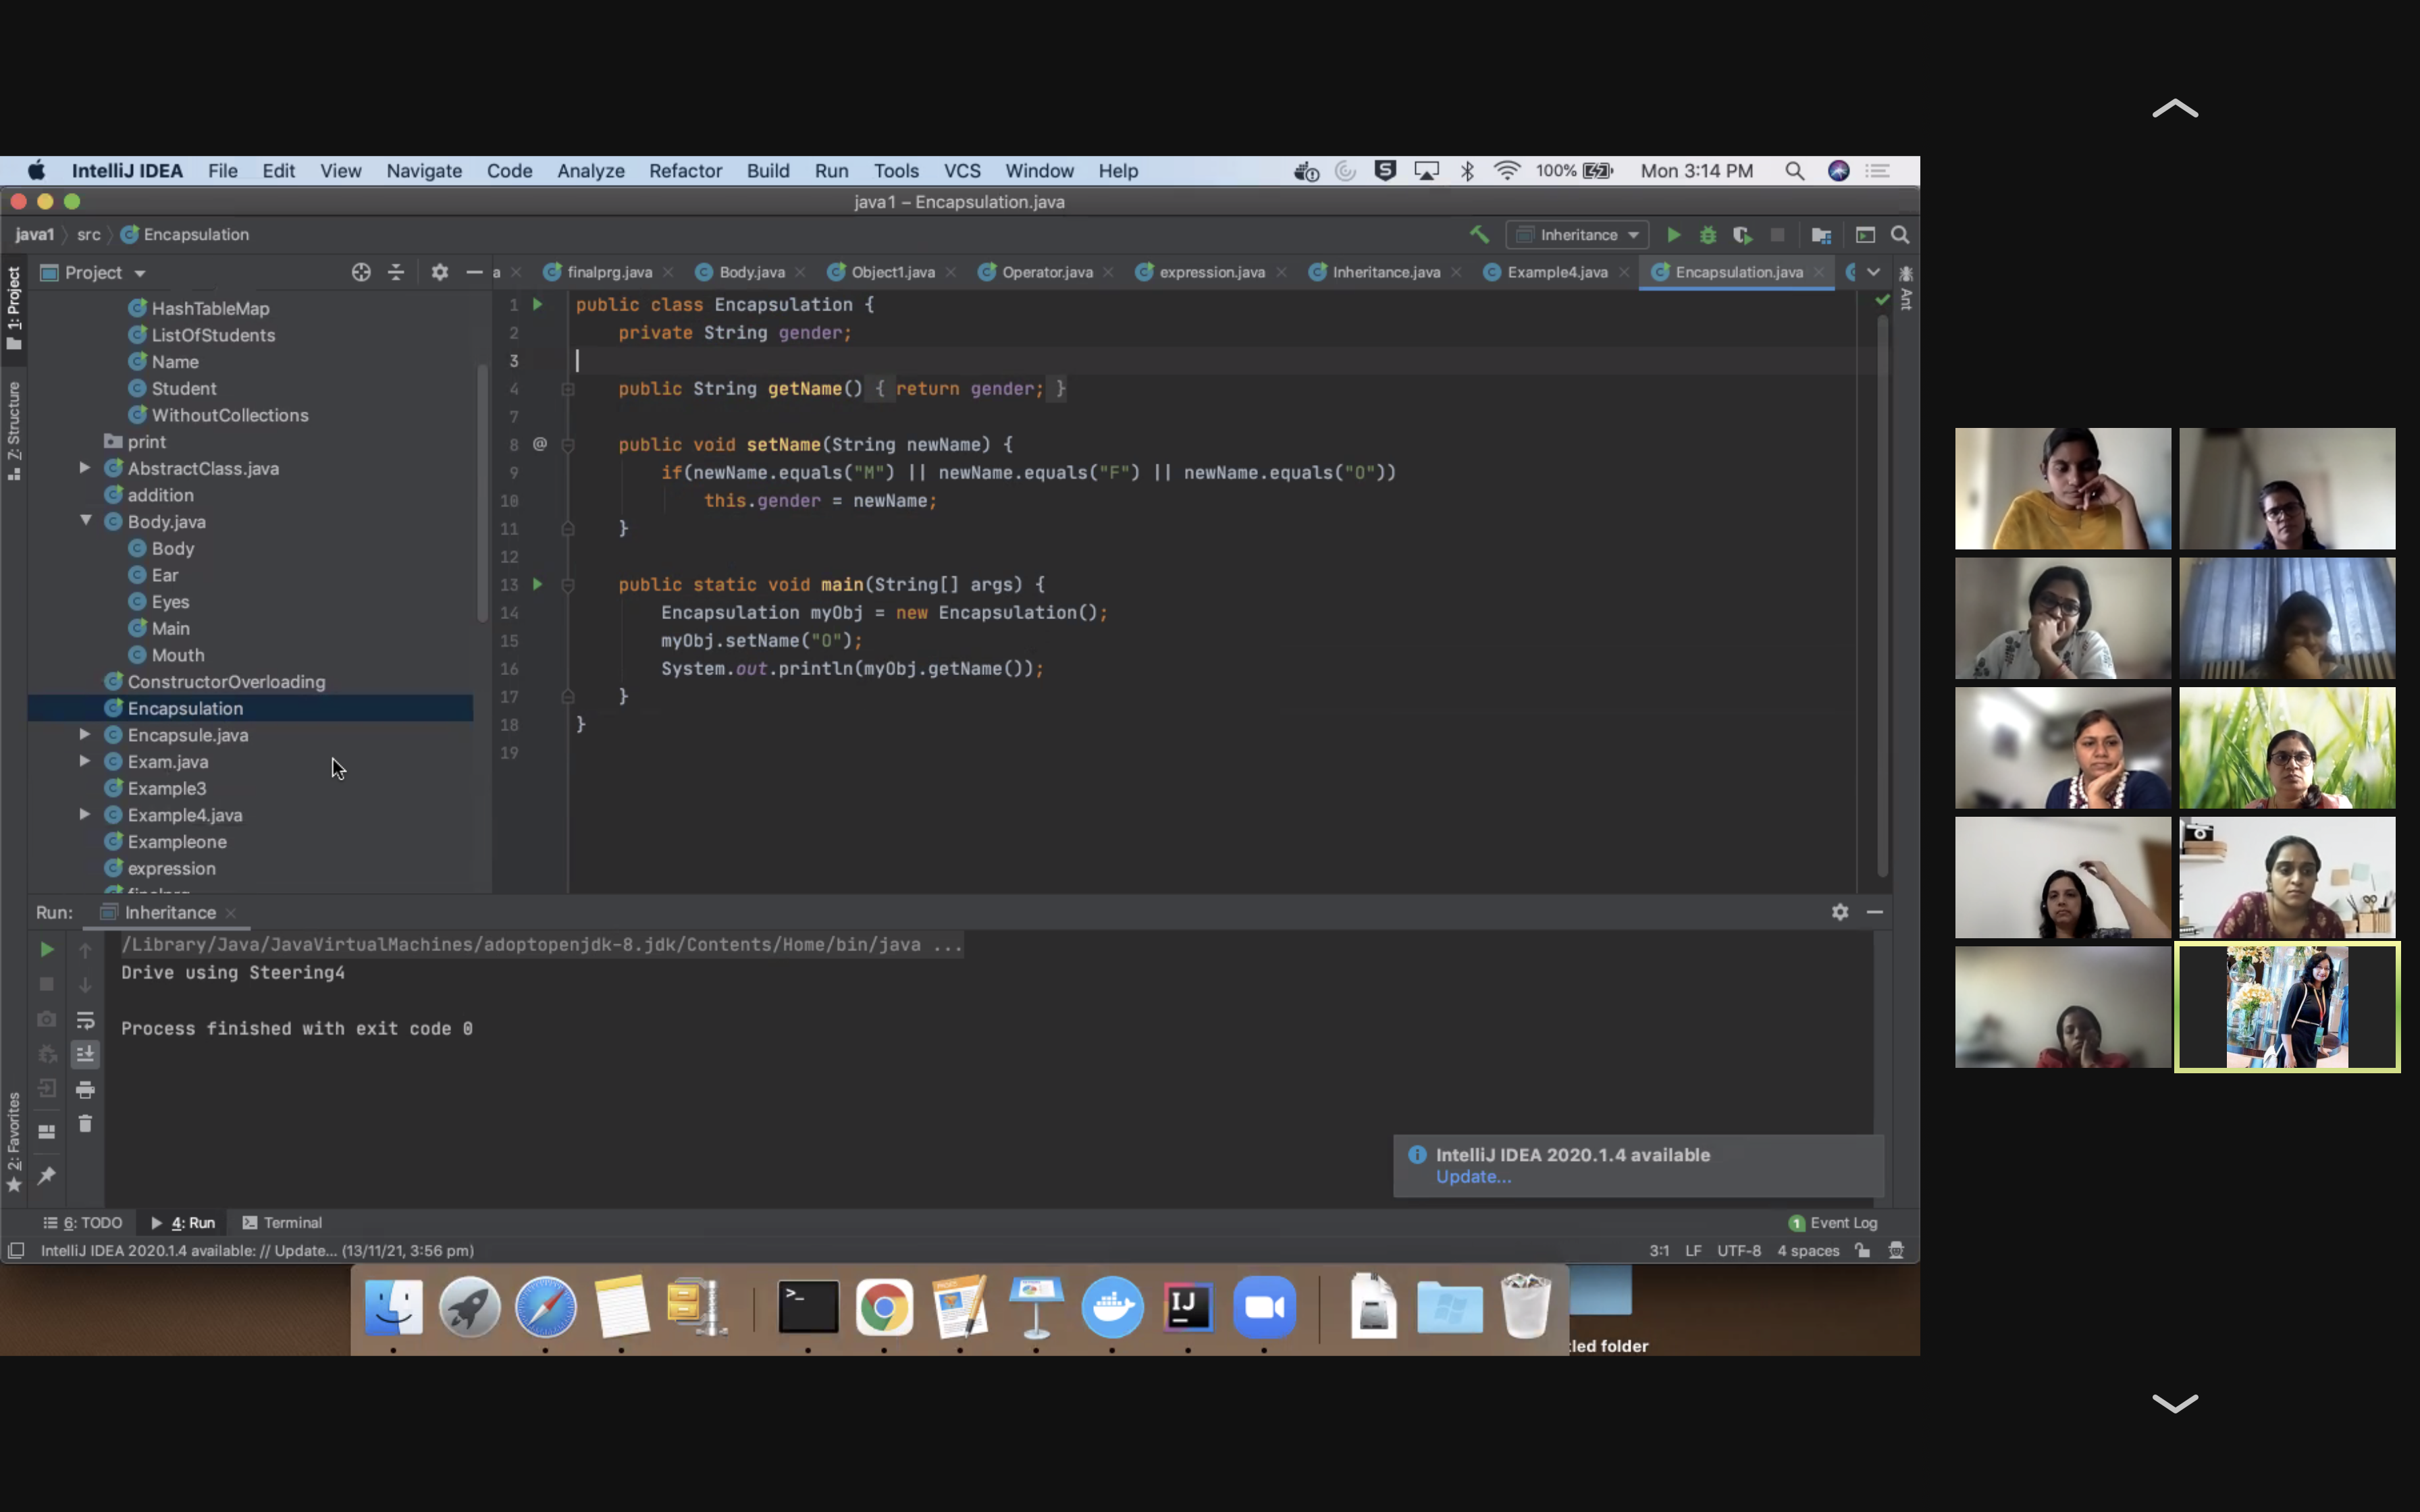 IntelliJ IDEA File Edit View Navigate Code Analyze Refactor Build Run Tools VCS Window Help 100% Mon 3:14 PM
java1 – Encapsulation.java
java1 src Encapsulation Inheritance
Project a finalprg.java Body.java Object1.java Operator.java expression.java Inheritance.java Example4.java Encapsulation.java
1: Project
7: Structure
2: Favorites
Ant
HashTableMap
ListOfStudents
Name
Student
WithoutCollections
print
AbstractClass.java
addition
Body.java
Body
Ear
Eyes
Main
Mouth
ConstructorOverloading
Encapsulation
Encapsule.java
Exam.java
Example3
Example4.java
Exampleone
expression
finalprg
1 public class Encapsulation {
2 private String gender;
3
4 public String getName() { return gender; }
7
8 @ public void setName(String newName) {
9 if(newName.equals("M") || newName.equals("F") || newName.equals("O"))
10 this.gender = newName;
11 }
12
13 public static void main(String[] args) {
14 Encapsulation myObj = new Encapsulation();
15 myObj.setName("O");
16 System.out.println(myObj.getName());
17 }
18 }
19
Run: Inheritance
/Library/Java/JavaVirtualMachines/adoptopenjdk-8.jdk/Contents/Home/bin/java ...
Drive using Steering4
Process finished with exit code 0
IntelliJ IDEA 2020.1.4 available
Update...
6: TODO 4: Run Terminal 1 Event Log
IntelliJ IDEA 2020.1.4 available: // Update... (13/11/21, 3:56 pm) 3:1 LF UTF-8 4 spaces
IJ
tled folder